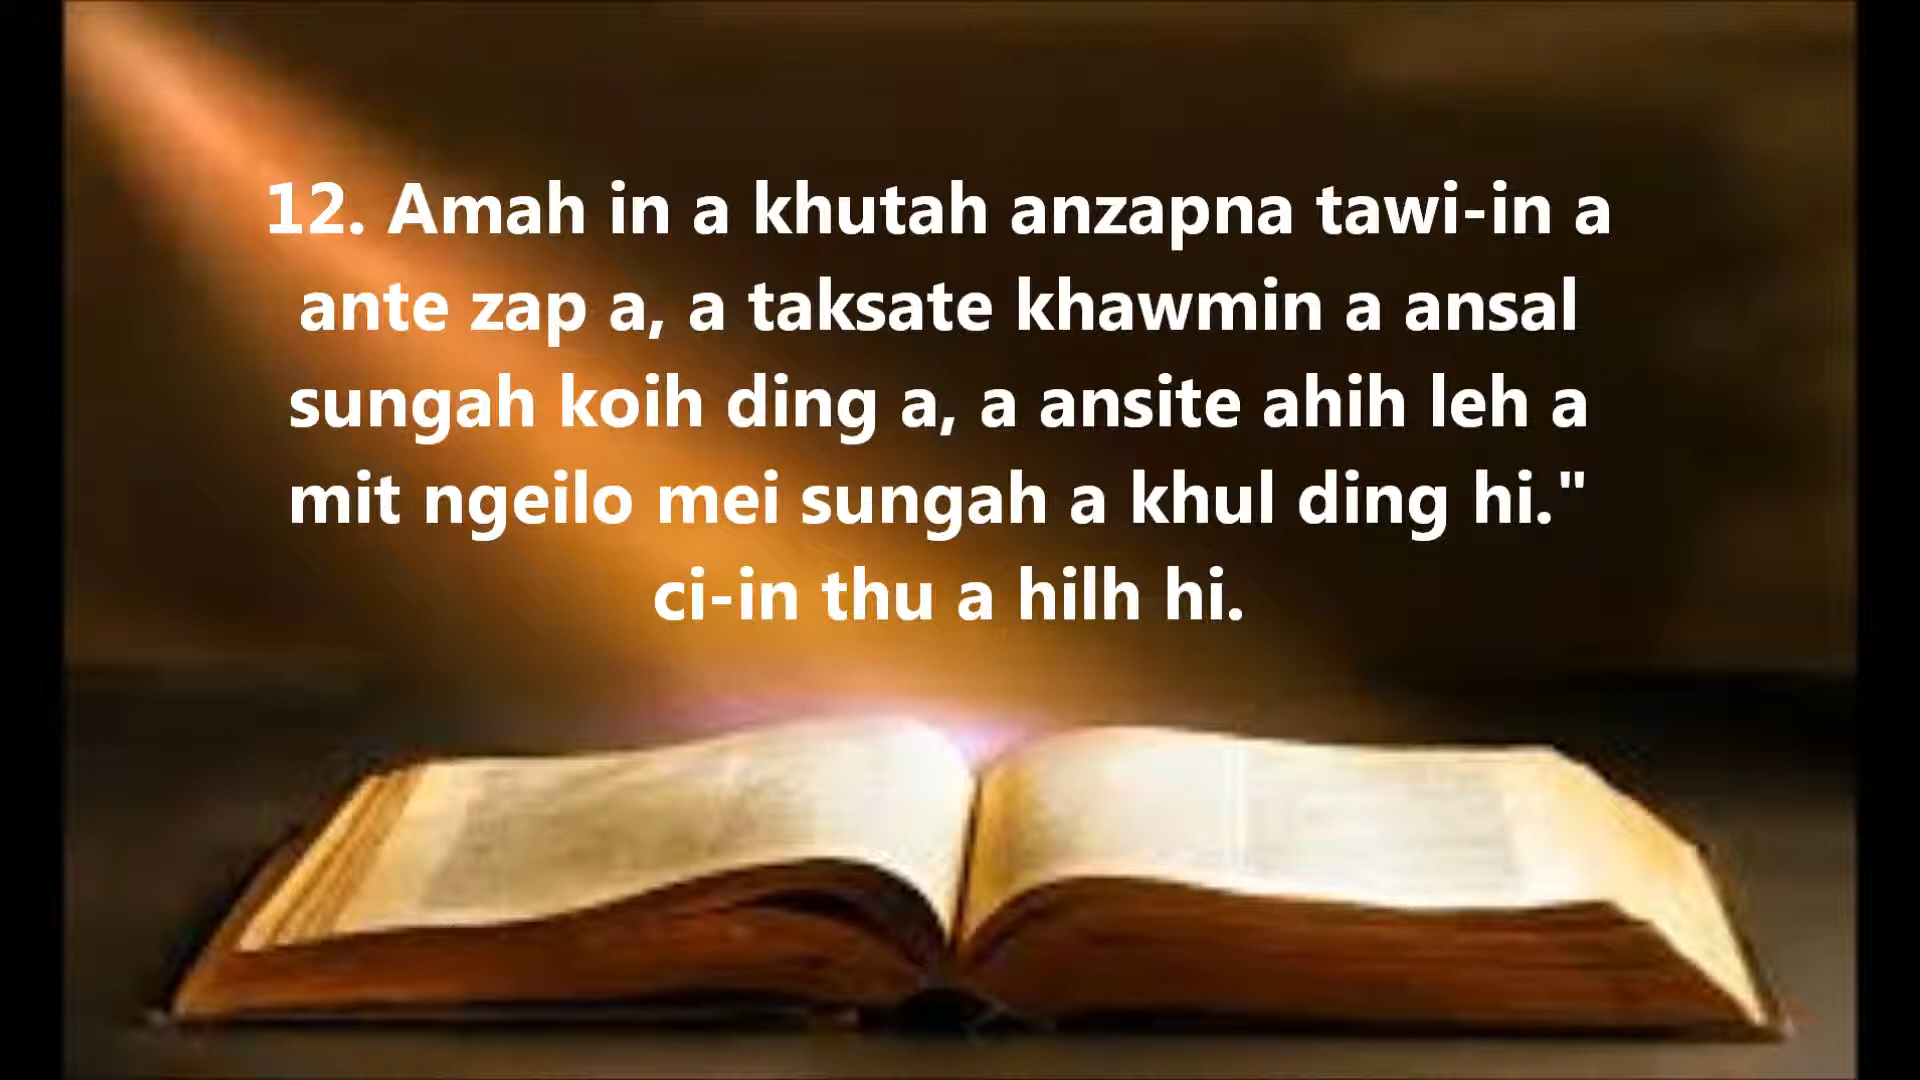 12. Amah in a khutah anzapna tawi-in a
ante zap a, a taksate khawmin a ansal
sungah koih ding a, a ansite ahih leh a
mit ngeilo mei sungah a khul ding hi."
ci-in thu a hilh hi.